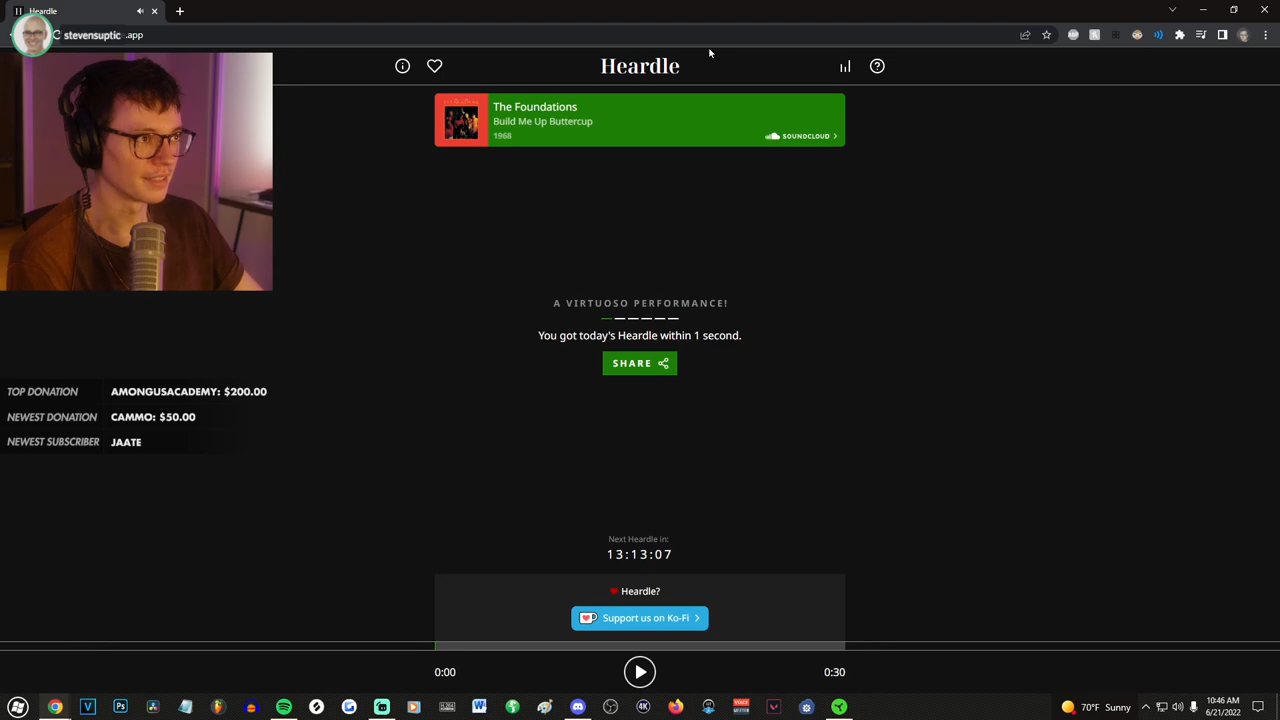 Heardle
stevensuptic
.app
Heardle
The Foundations
Build Me Up Buttercup
1968
SOUNDCLOUD
A VIRTUOSO PERFORMANCE!
You got today's Heardle within 1 second.
SHARE
TOP DONATION AMONGUSACADEMY: $200.00
NEWEST DONATION CAMMO: $50.00
NEWEST SUBSCRIBER JAATE
Next Heardle in:
13:13:07
Heardle?
Support us on Ko-Fi
0:00
0:30
70°F Sunny
10:46 AM
6/21/2022